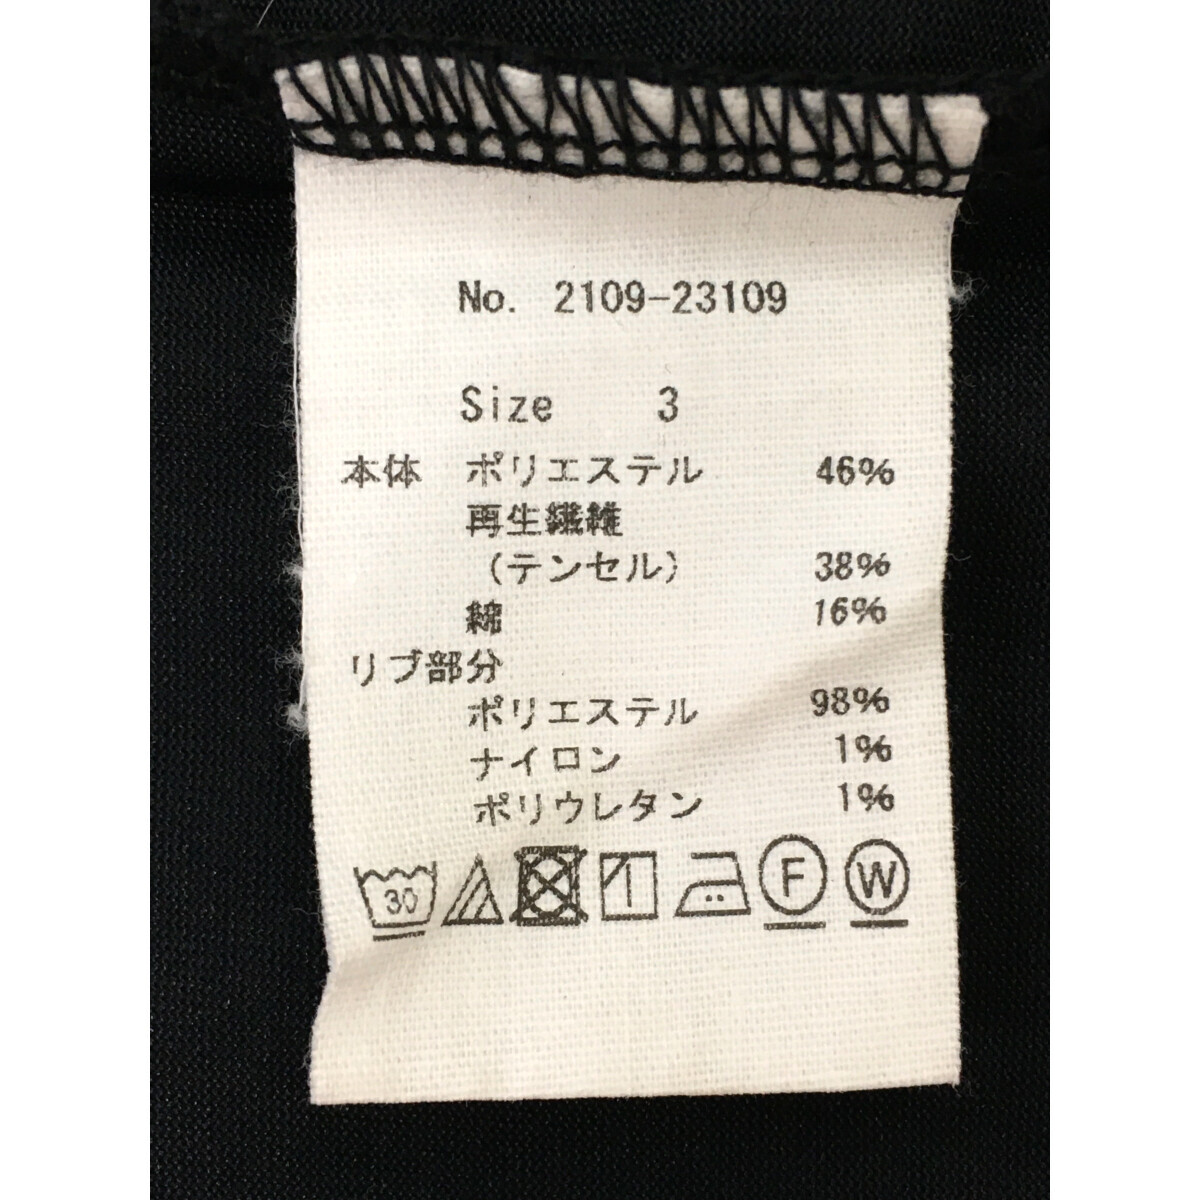 No. 2109-23109
Size 3
本体 ポリエステル 46%
再生繊維
(テンセル) 38%
綿 16%
リブ部分
ポリエステル 98%
ナイロン 1%
ポリウレタン 1%
30 F W